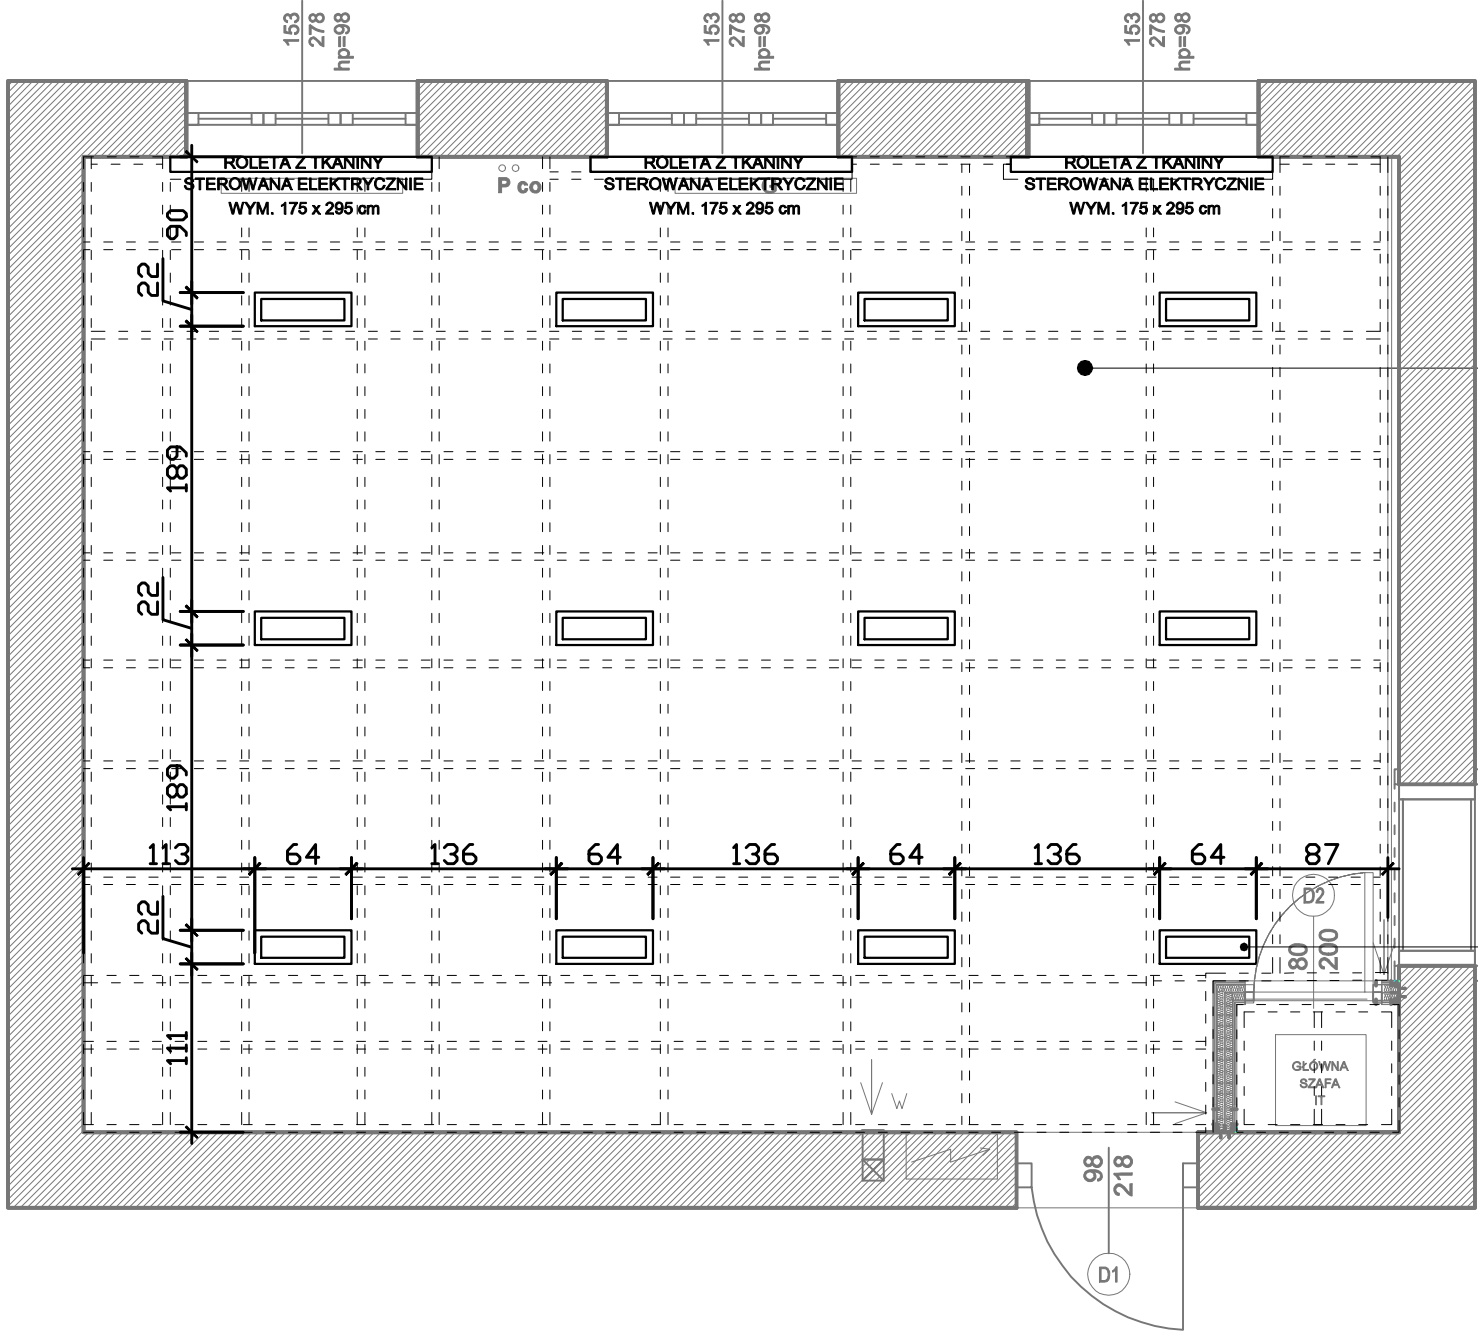 153
278
hp=98
153
278
hp=98
153
278
hp=98
ROLETA Z TKANINY
STEROWANA ELEKTRYCZNIE
WYM. 175 x 295 cm
P co
ROLETA Z TKANINY
STEROWANA ELEKTRYCZNIE
WYM. 175 x 295 cm
ROLETA Z TKANINY
STEROWANA ELEKTRYCZNIE
WYM. 175 x 295 cm
90
22
189
22
189
113
64
136
64
136
64
136
64
87
22
111
D2
80
200
GŁÓWNA
SZAFA
IT
W
98
218
D1